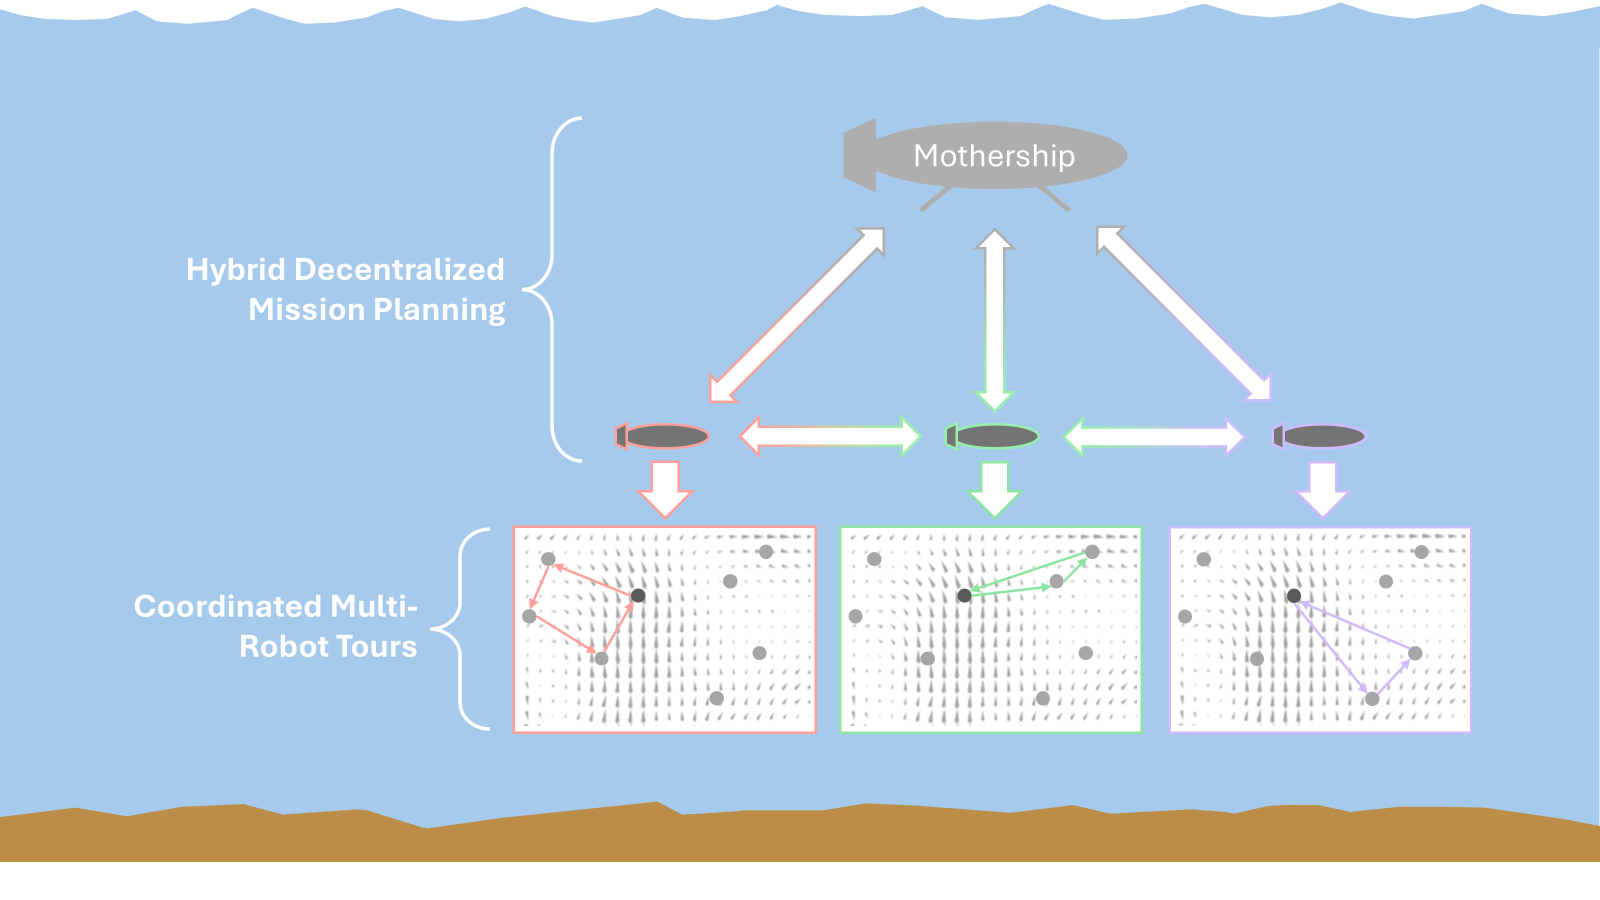 Mothership
Hybrid Decentralized
Mission Planning
Coordinated Multi-
Robot Tours